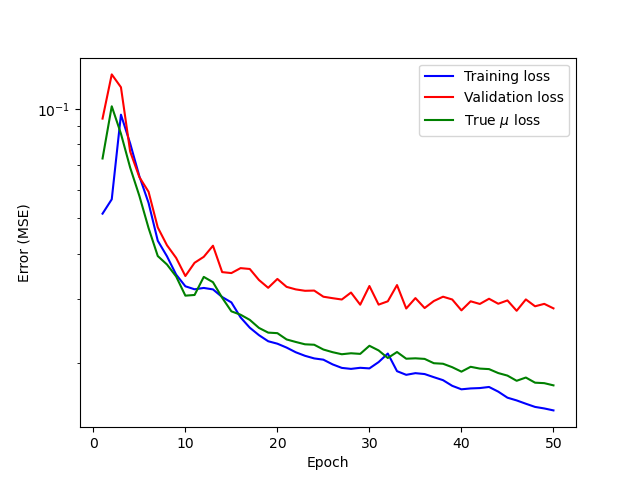 Training loss
Validation loss
True μ loss
10⁻¹
Error (MSE)
0 10 20 30 40 50
Epoch